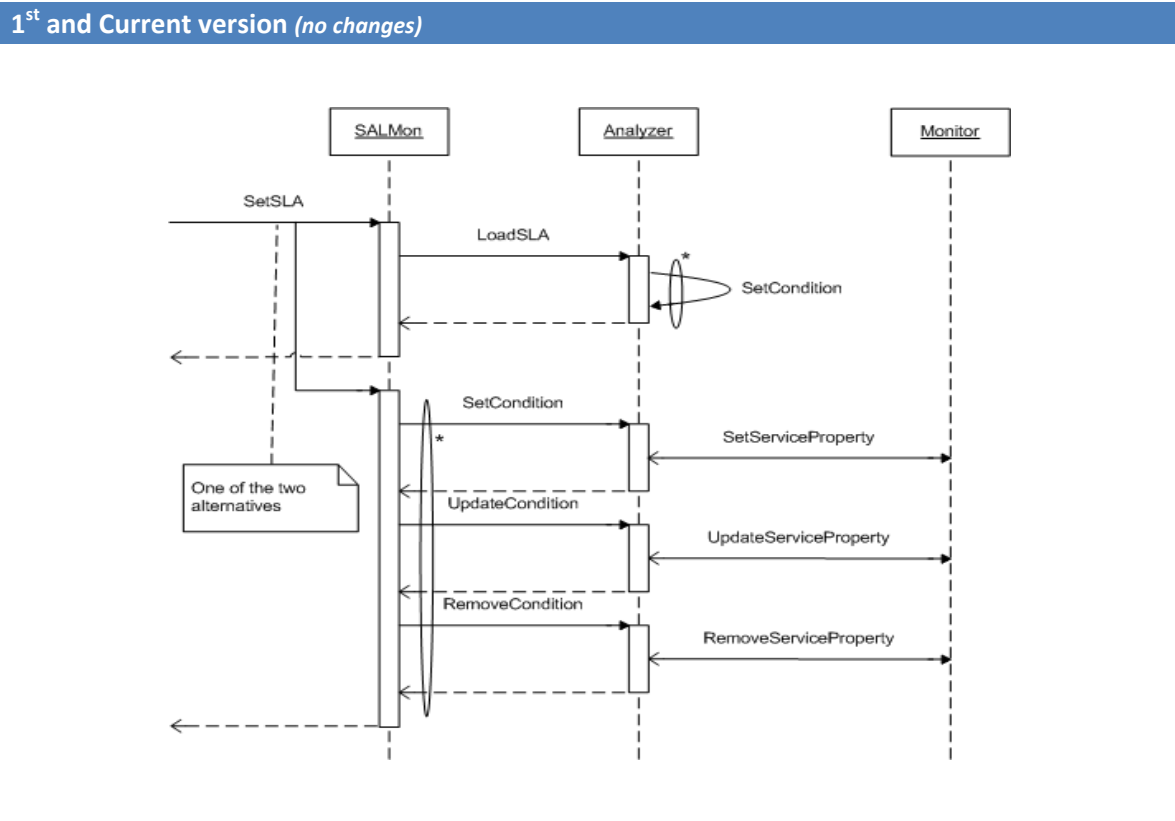 1st and Current version (no changes)
SALMon
Analyzer
Monitor
SetSLA
LoadSLA
*
SetCondition
SetCondition
*
SetServiceProperty
One of the two
alternatives
UpdateCondition
UpdateServiceProperty
RemoveCondition
RemoveServiceProperty